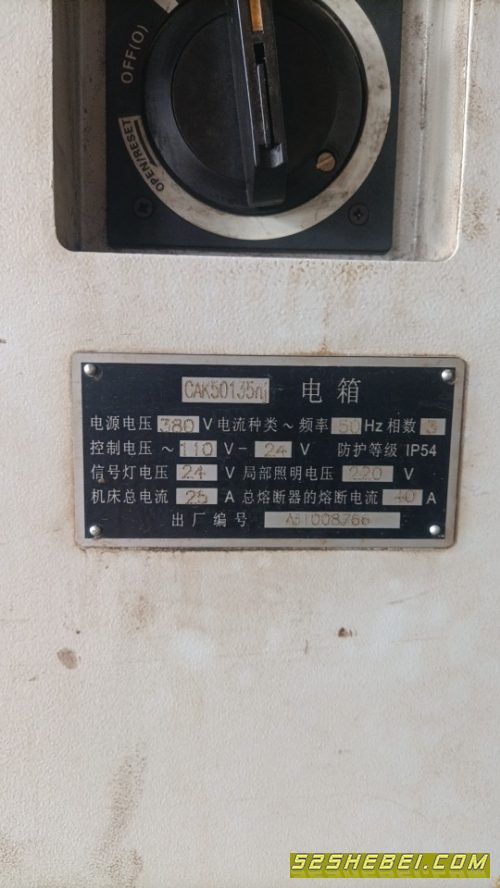 OFF(O)
OPEN/RESET
CAK50135nj 电箱
电源电压 380 V 电流种类 ~ 频率 50 Hz 相数 3
控制电压 ~ 110 V - 24 V 防护等级 IP54
信号灯电压 24 V 局部照明电压 220 V
机床总电流 25 A 总熔断器的熔断电流 40 A
出厂编号
52SHEBEI.COM